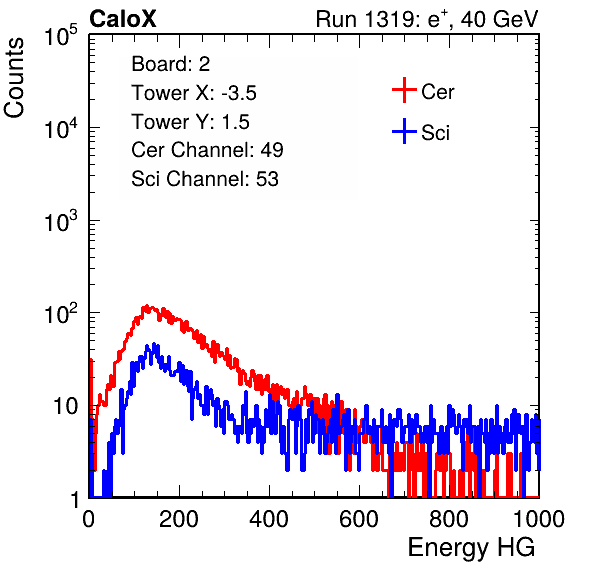 CaloX Run 1319: e+, 40 GeV
Counts
10^5
10^4
10^3
10^2
10
1
Board: 2
Tower X: -3.5
Tower Y: 1.5
Cer Channel: 49
Sci Channel: 53
Cer
Sci
0 200 400 600 800 1000
Energy HG